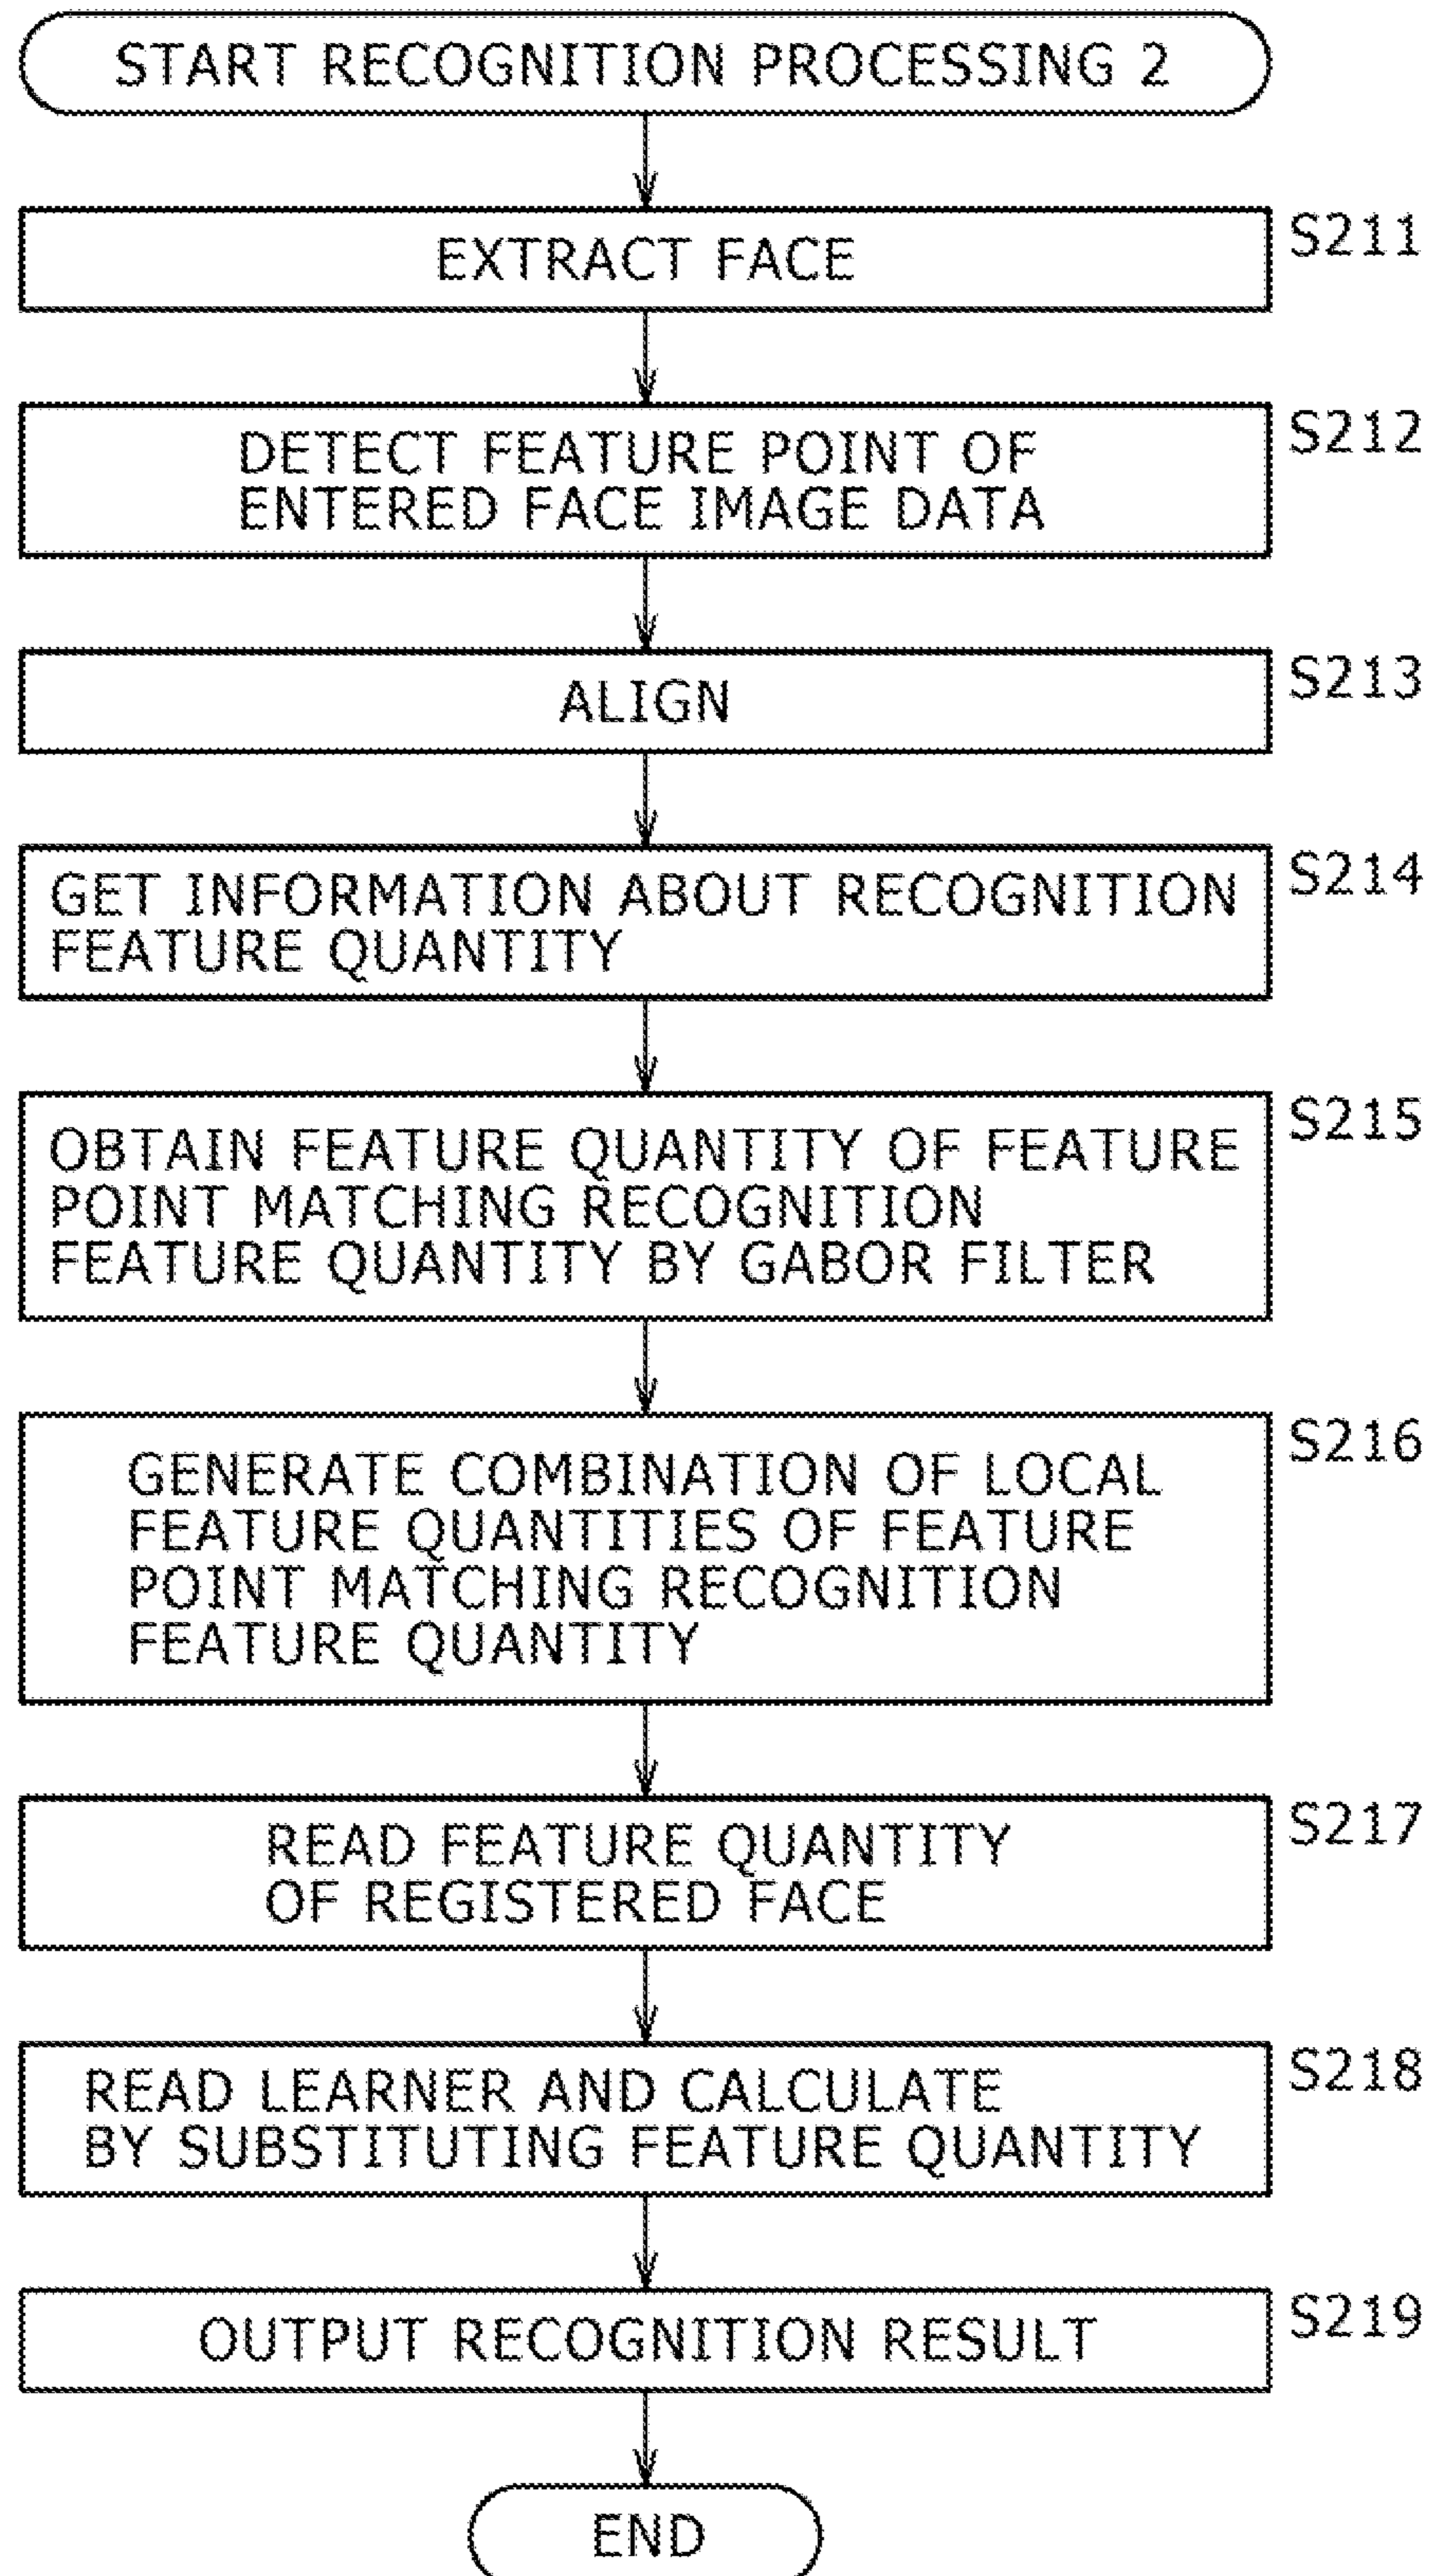 START RECOGNITION PROCESSING 2
EXTRACT FACE
S211
DETECT FEATURE POINT OF
ENTERED FACE IMAGE DATA
S212
ALIGN
S213
GET INFORMATION ABOUT RECOGNITION
FEATURE QUANTITY
S214
OBTAIN FEATURE QUANTITY OF FEATURE
POINT MATCHING RECOGNITION
FEATURE QUANTITY BY GABOR FILTER
S215
GENERATE COMBINATION OF LOCAL
FEATURE QUANTITIES OF FEATURE
POINT MATCHING RECOGNITION
FEATURE QUANTITY
S216
READ FEATURE QUANTITY
OF REGISTERED FACE
S217
READ LEARNER AND CALCULATE
BY SUBSTITUTING FEATURE QUANTITY
S218
OUTPUT RECOGNITION RESULT
S219
END